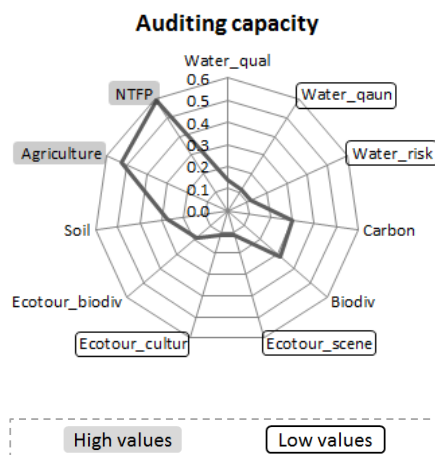 Auditing capacity
Water_qual
0.6
NTFP
Water_qaun
0.5
0.4
Agriculture
0.3
Water_risk
0.2
0.1
0.0
Soil
Carbon
Ecotour_biodiv
Biodiv
Ecotour_cultur
Ecotour_scene
High values
Low values